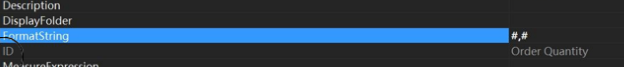 Description
DisplayFolder
FormatString #,#
ID Order Quantity
MeasureExpression